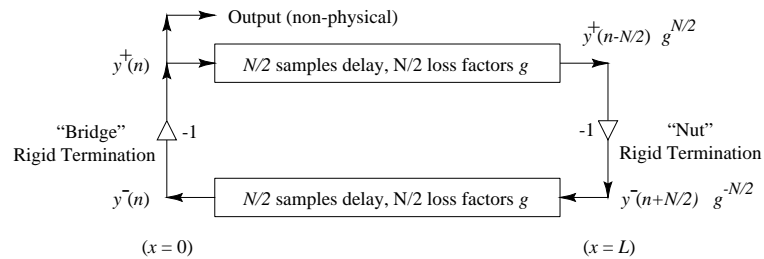 Output (non-physical)
y⁺(n)
N/2 samples delay, N/2 loss factors g
y⁺(n-N/2) g^{N/2}
“Bridge”
Rigid Termination
-1
-1
“Nut”
Rigid Termination
y⁻(n)
N/2 samples delay, N/2 loss factors g
y⁻(n+N/2) g^{-N/2}
(x = 0)
(x = L)